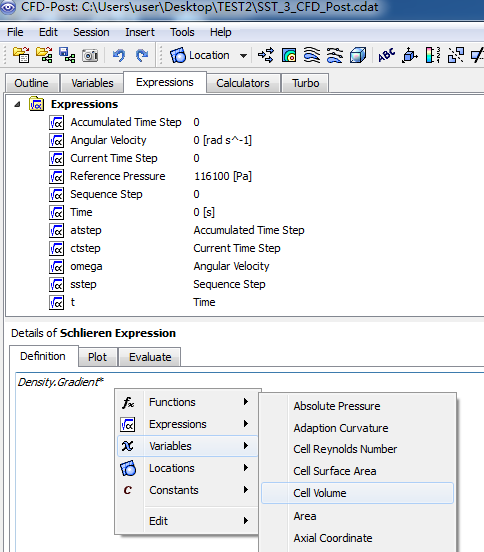 CFD-Post: C:\Users\user\Desktop\TEST2\SST_3_CFD_Post.cdat
File Edit Session Insert Tools Help
Location
ABC
Outline Variables Expressions Calculators Turbo
Expressions
Accumulated Time Step 0
Angular Velocity 0 [rad s^-1]
Current Time Step 0
Reference Pressure 116100 [Pa]
Sequence Step 0
Time 0 [s]
atstep Accumulated Time Step
ctstep Current Time Step
omega Angular Velocity
sstep Sequence Step
t Time
Details of Schlieren Expression
Definition Plot Evaluate
Density.Gradient*
Functions
Expressions
Variables
Locations
Constants
Edit
Absolute Pressure
Adaption Curvature
Cell Reynolds Number
Cell Surface Area
Cell Volume
Area
Axial Coordinate